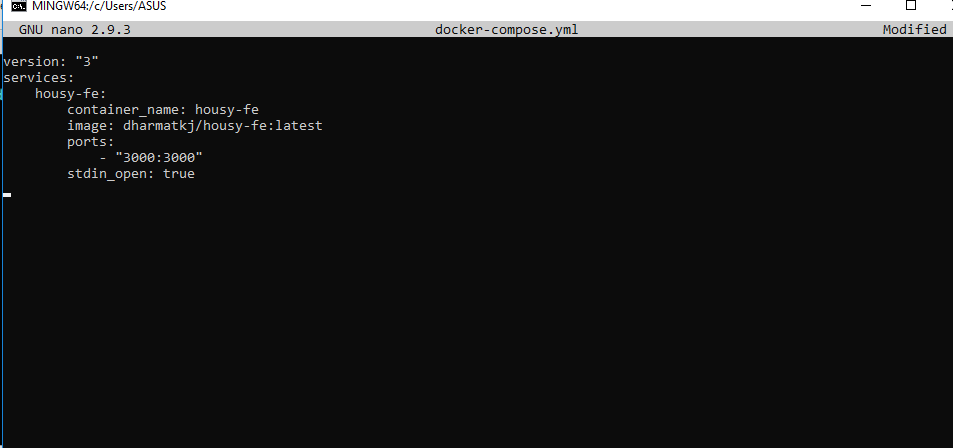 MINGW64:/c/Users/ASUS
GNU nano 2.9.3 docker-compose.yml Modified
version: "3"
services:
    housy-fe:
        container_name: housy-fe
        image: dharmatkj/housy-fe:latest
        ports:
            - "3000:3000"
        stdin_open: true